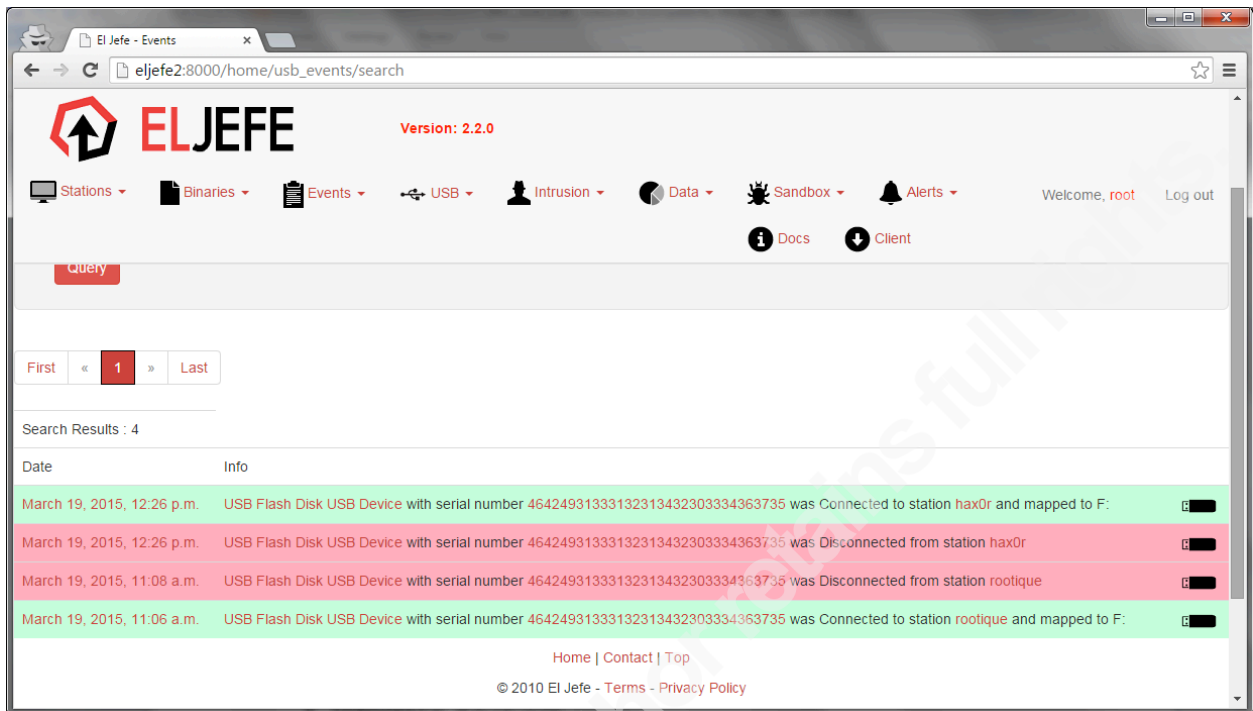 El Jefe - Events
eljefe2:8000/home/usb_events/search
ELJEFE
Version: 2.2.0
Stations Binaries Events USB Intrusion Data Sandbox Alerts Welcome, root Log out
Docs Client
Query
First « 1 » Last
Search Results : 4
Date Info
March 19, 2015, 12:26 p.m. USB Flash Disk USB Device with serial number 4642493133313231343230333436373​5 was Connected to station hax0r and mapped to F:
March 19, 2015, 12:26 p.m. USB Flash Disk USB Device with serial number 46424931333132313432303334363735 was Disconnected from station hax0r
March 19, 2015, 11:08 a.m. USB Flash Disk USB Device with serial number 46424931333132313432303334363735 was Disconnected from station rootique
March 19, 2015, 11:06 a.m. USB Flash Disk USB Device with serial number 46424931333132313432303334363735 was Connected to station rootique and mapped to F:
Home | Contact | Top
© 2010 El Jefe - Terms - Privacy Policy